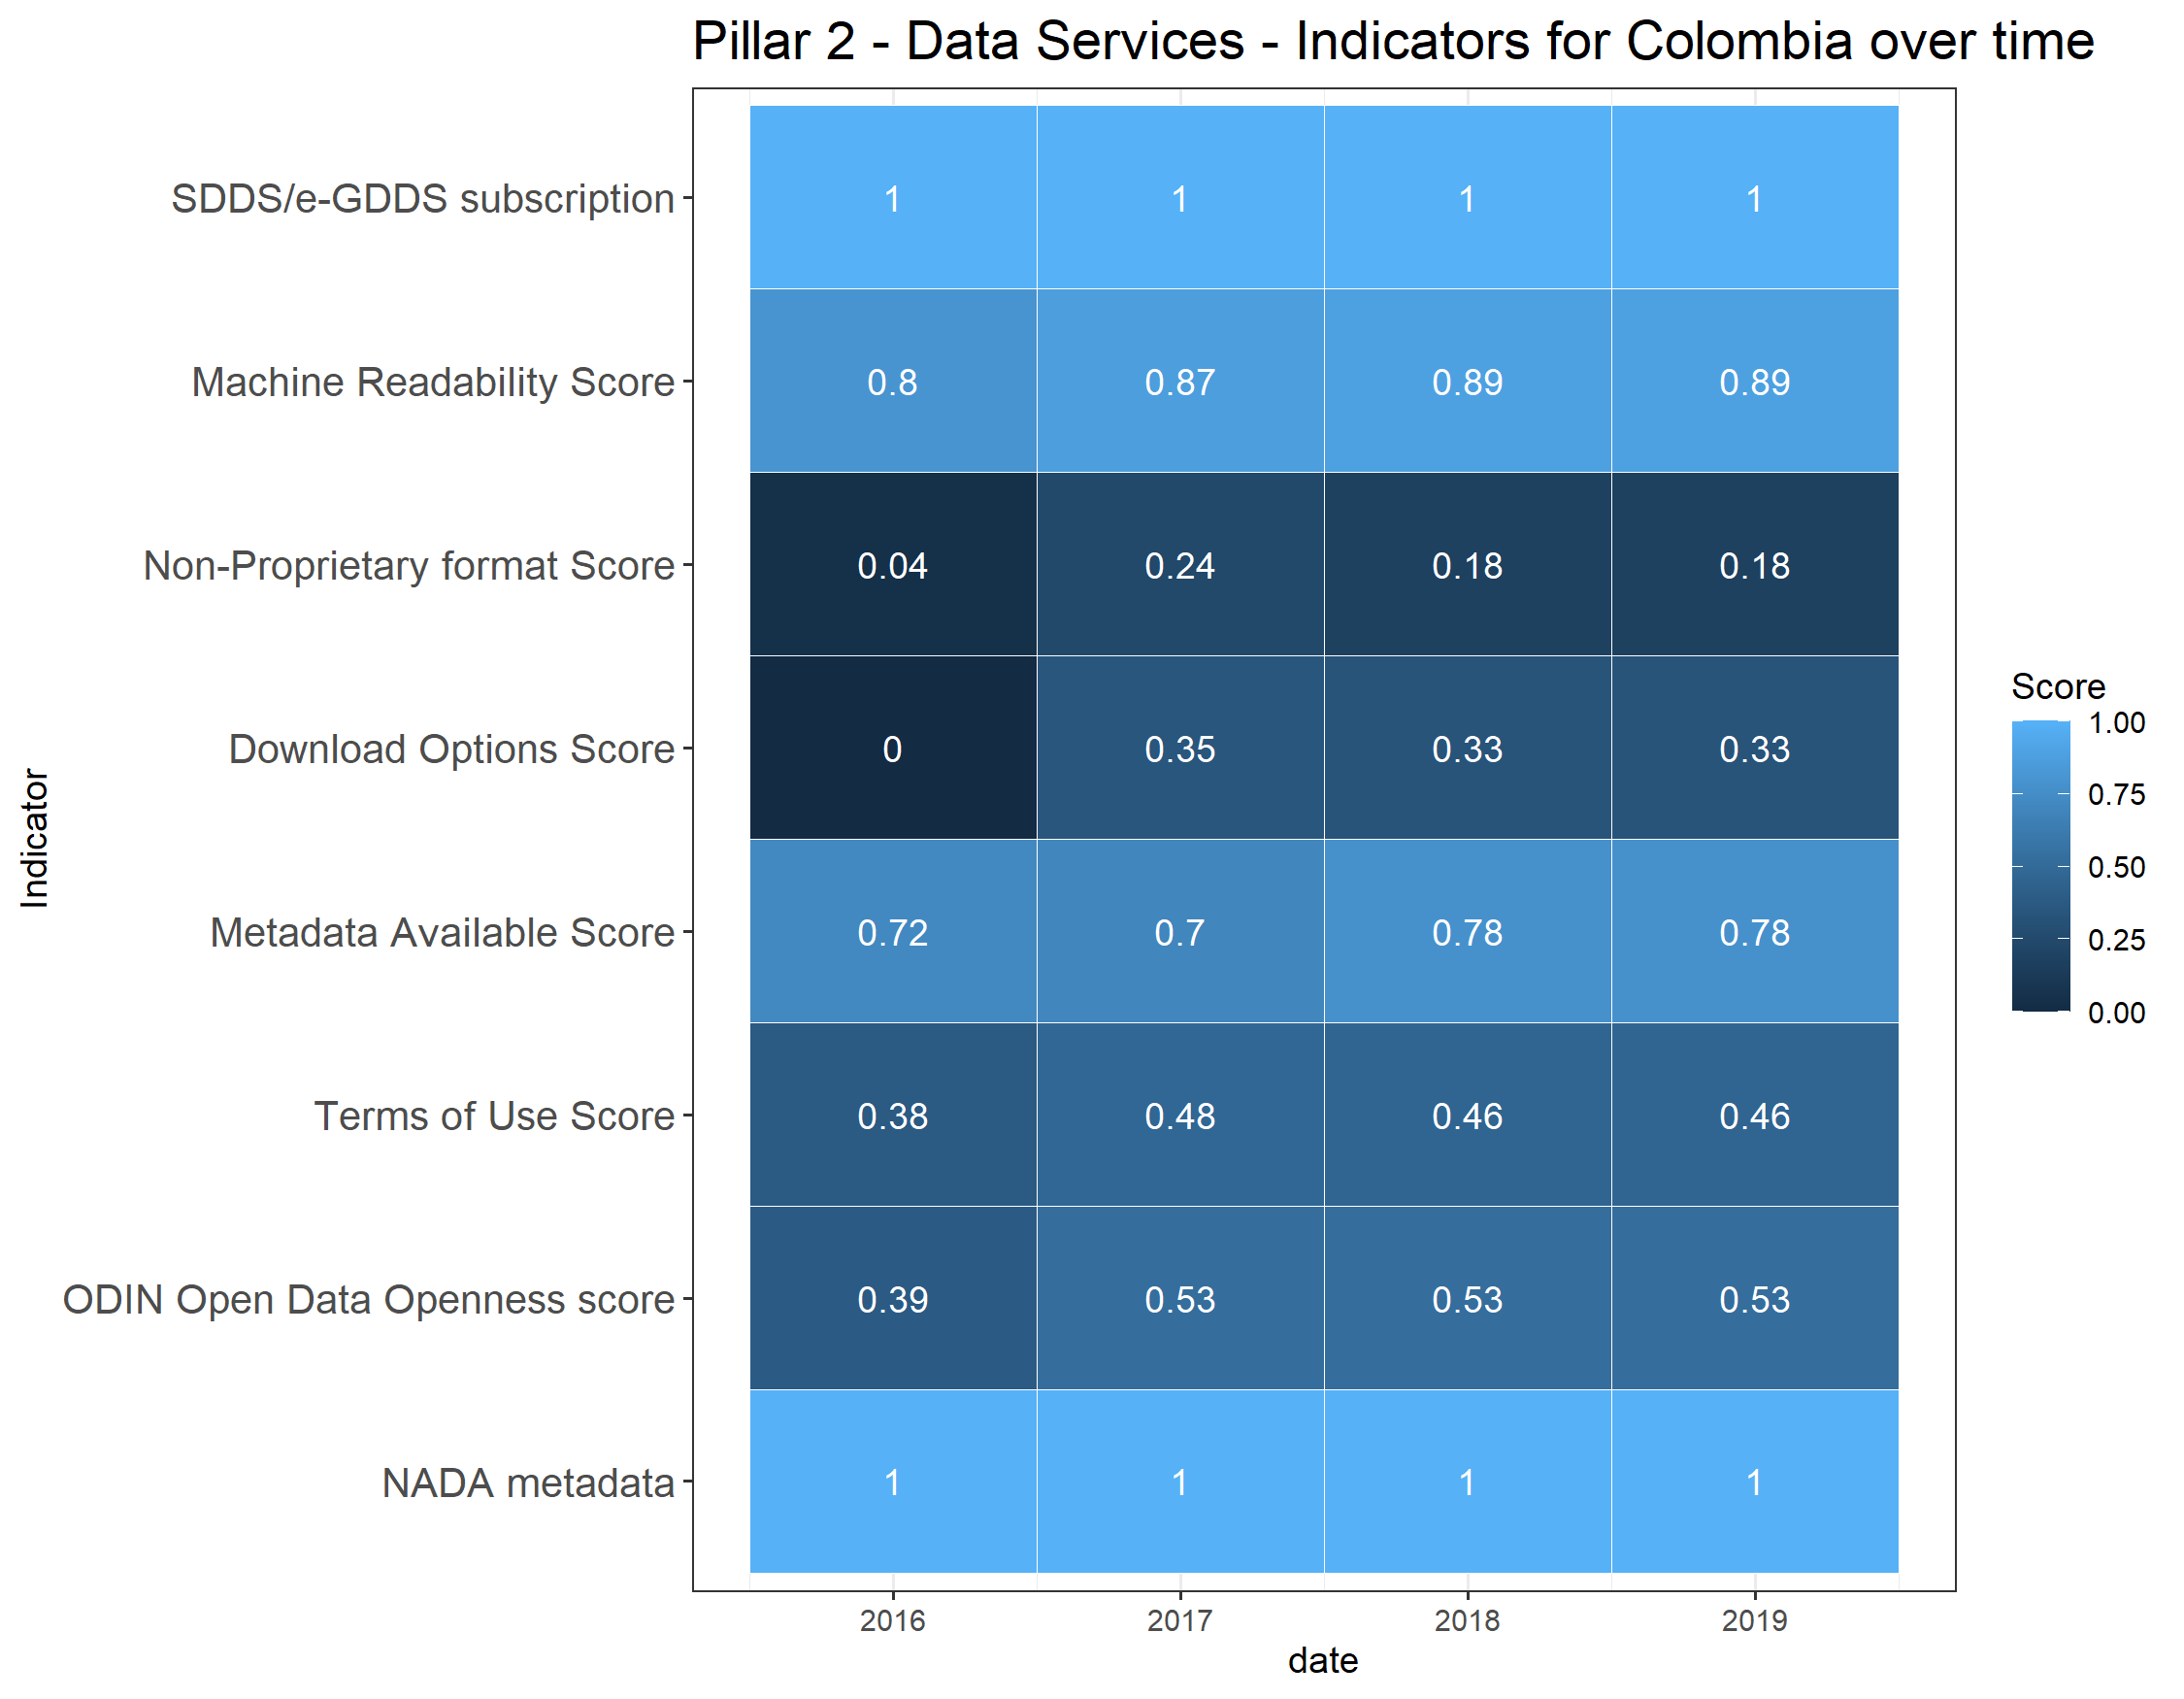 Pillar 2 - Data Services - Indicators for Colombia over time
Indicator
SDDS/e-GDDS subscription 1 1 1 1
Machine Readability Score 0.8 0.87 0.89 0.89
Non-Proprietary format Score 0.04 0.24 0.18 0.18
Download Options Score 0 0.35 0.33 0.33
Metadata Available Score 0.72 0.7 0.78 0.78
Terms of Use Score 0.38 0.48 0.46 0.46
ODIN Open Data Openness score 0.39 0.53 0.53 0.53
NADA metadata 1 1 1 1
2016 2017 2018 2019
date
Score
1.00
0.75
0.50
0.25
0.00